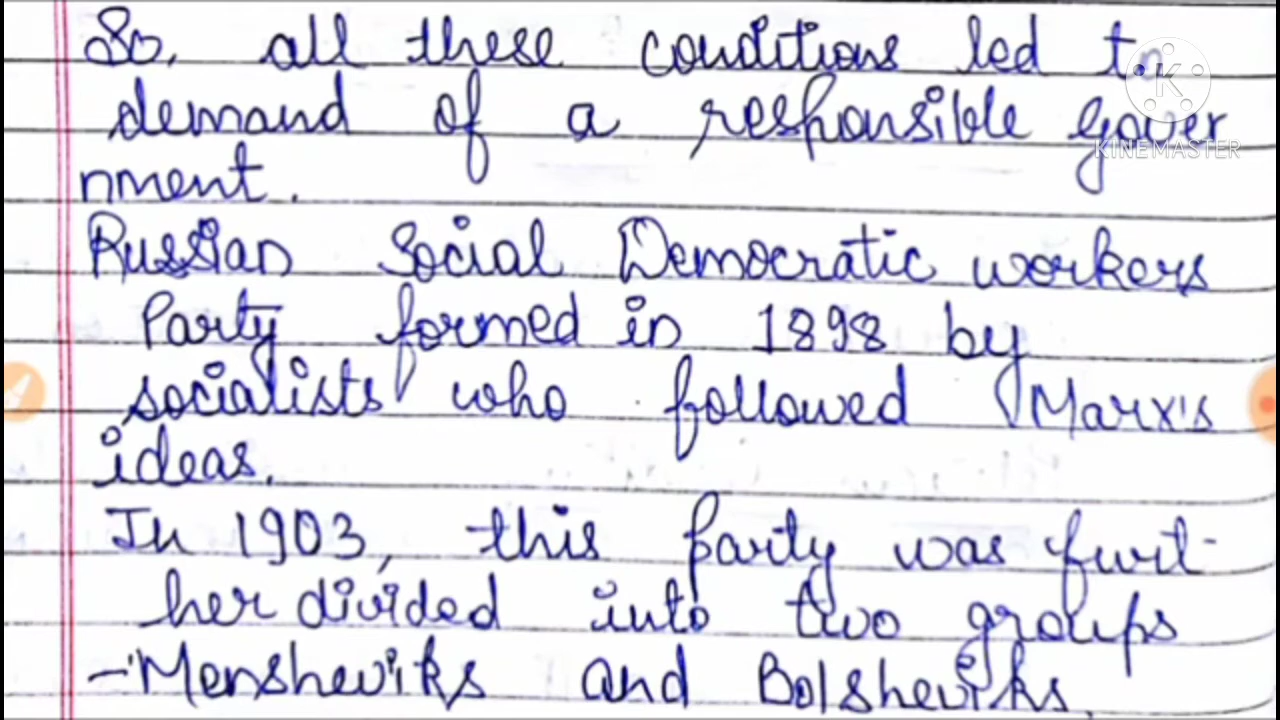 So, all these conditions led to
demand of a responsible gover
nment.
Russian Social Democratic workers
Party formed in 1898 by
socialists who followed Marx's
ideas.
In 1903, this party was furt-
her divided into two groups
- Mensheviks and Bolsheviks.
K
KINEMASTER